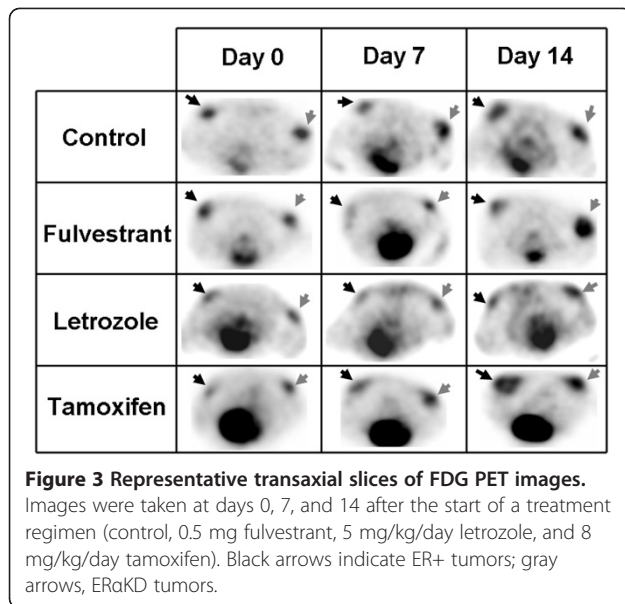 Day 0 Day 7 Day 14
Control
Fulvestrant
Letrozole
Tamoxifen
Figure 3 Representative transaxial slices of FDG PET images.
Images were taken at days 0, 7, and 14 after the start of a treatment
regimen (control, 0.5 mg fulvestrant, 5 mg/kg/day letrozole, and 8
mg/kg/day tamoxifen). Black arrows indicate ER+ tumors; gray
arrows, ERαKD tumors.